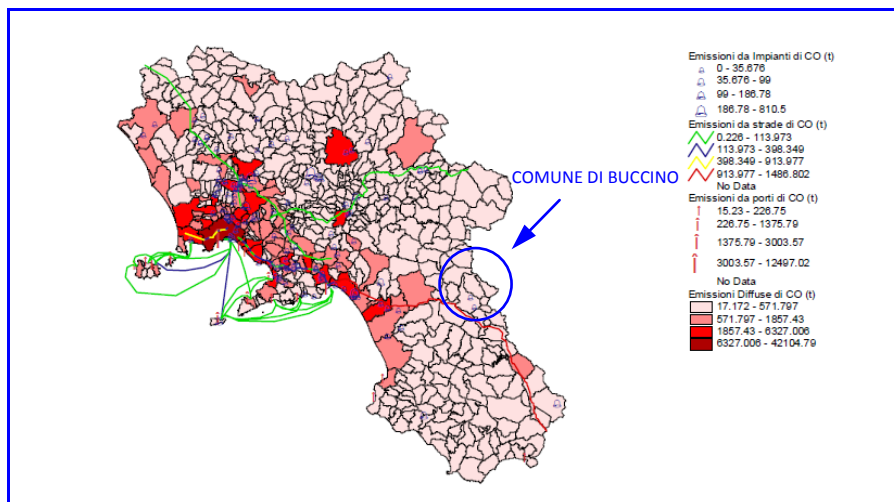 COMUNE DI BUCCINO
Emissioni da Impianti di CO (t)
0 - 35.676
35.676 - 99
99 - 186.78
186.78 - 810.5
Emissioni da strade di CO (t)
0.226 - 113.973
113.973 - 398.349
398.349 - 913.977
913.977 - 1486.802
No Data
Emissioni da porti di CO (t)
15.23 - 226.75
226.75 - 1375.79
1375.79 - 3003.57
3003.57 - 12497.02
No Data
Emissioni Diffuse di CO (t)
17.172 - 571.797
571.797 - 1857.43
1857.43 - 6327.006
6327.006 - 42104.79